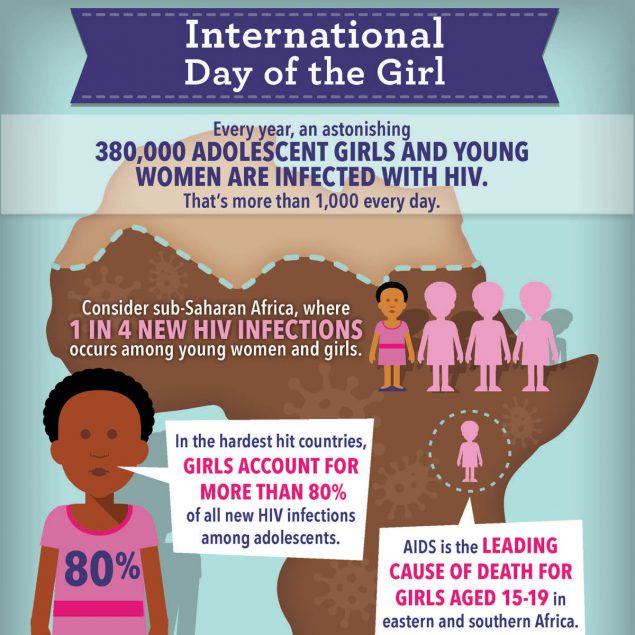 International
Day of the Girl
Every year, an astonishing
380,000 ADOLESCENT GIRLS AND YOUNG
WOMEN ARE INFECTED WITH HIV.
That's more than 1,000 every day.
Consider sub-Saharan Africa, where
1 IN 4 NEW HIV INFECTIONS
occurs among young women and girls.
In the hardest hit countries,
GIRLS ACCOUNT FOR
MORE THAN 80%
of all new HIV infections
among adolescents.
80%
AIDS is the LEADING
CAUSE OF DEATH FOR
GIRLS AGED 15-19 in
eastern and southern Africa.